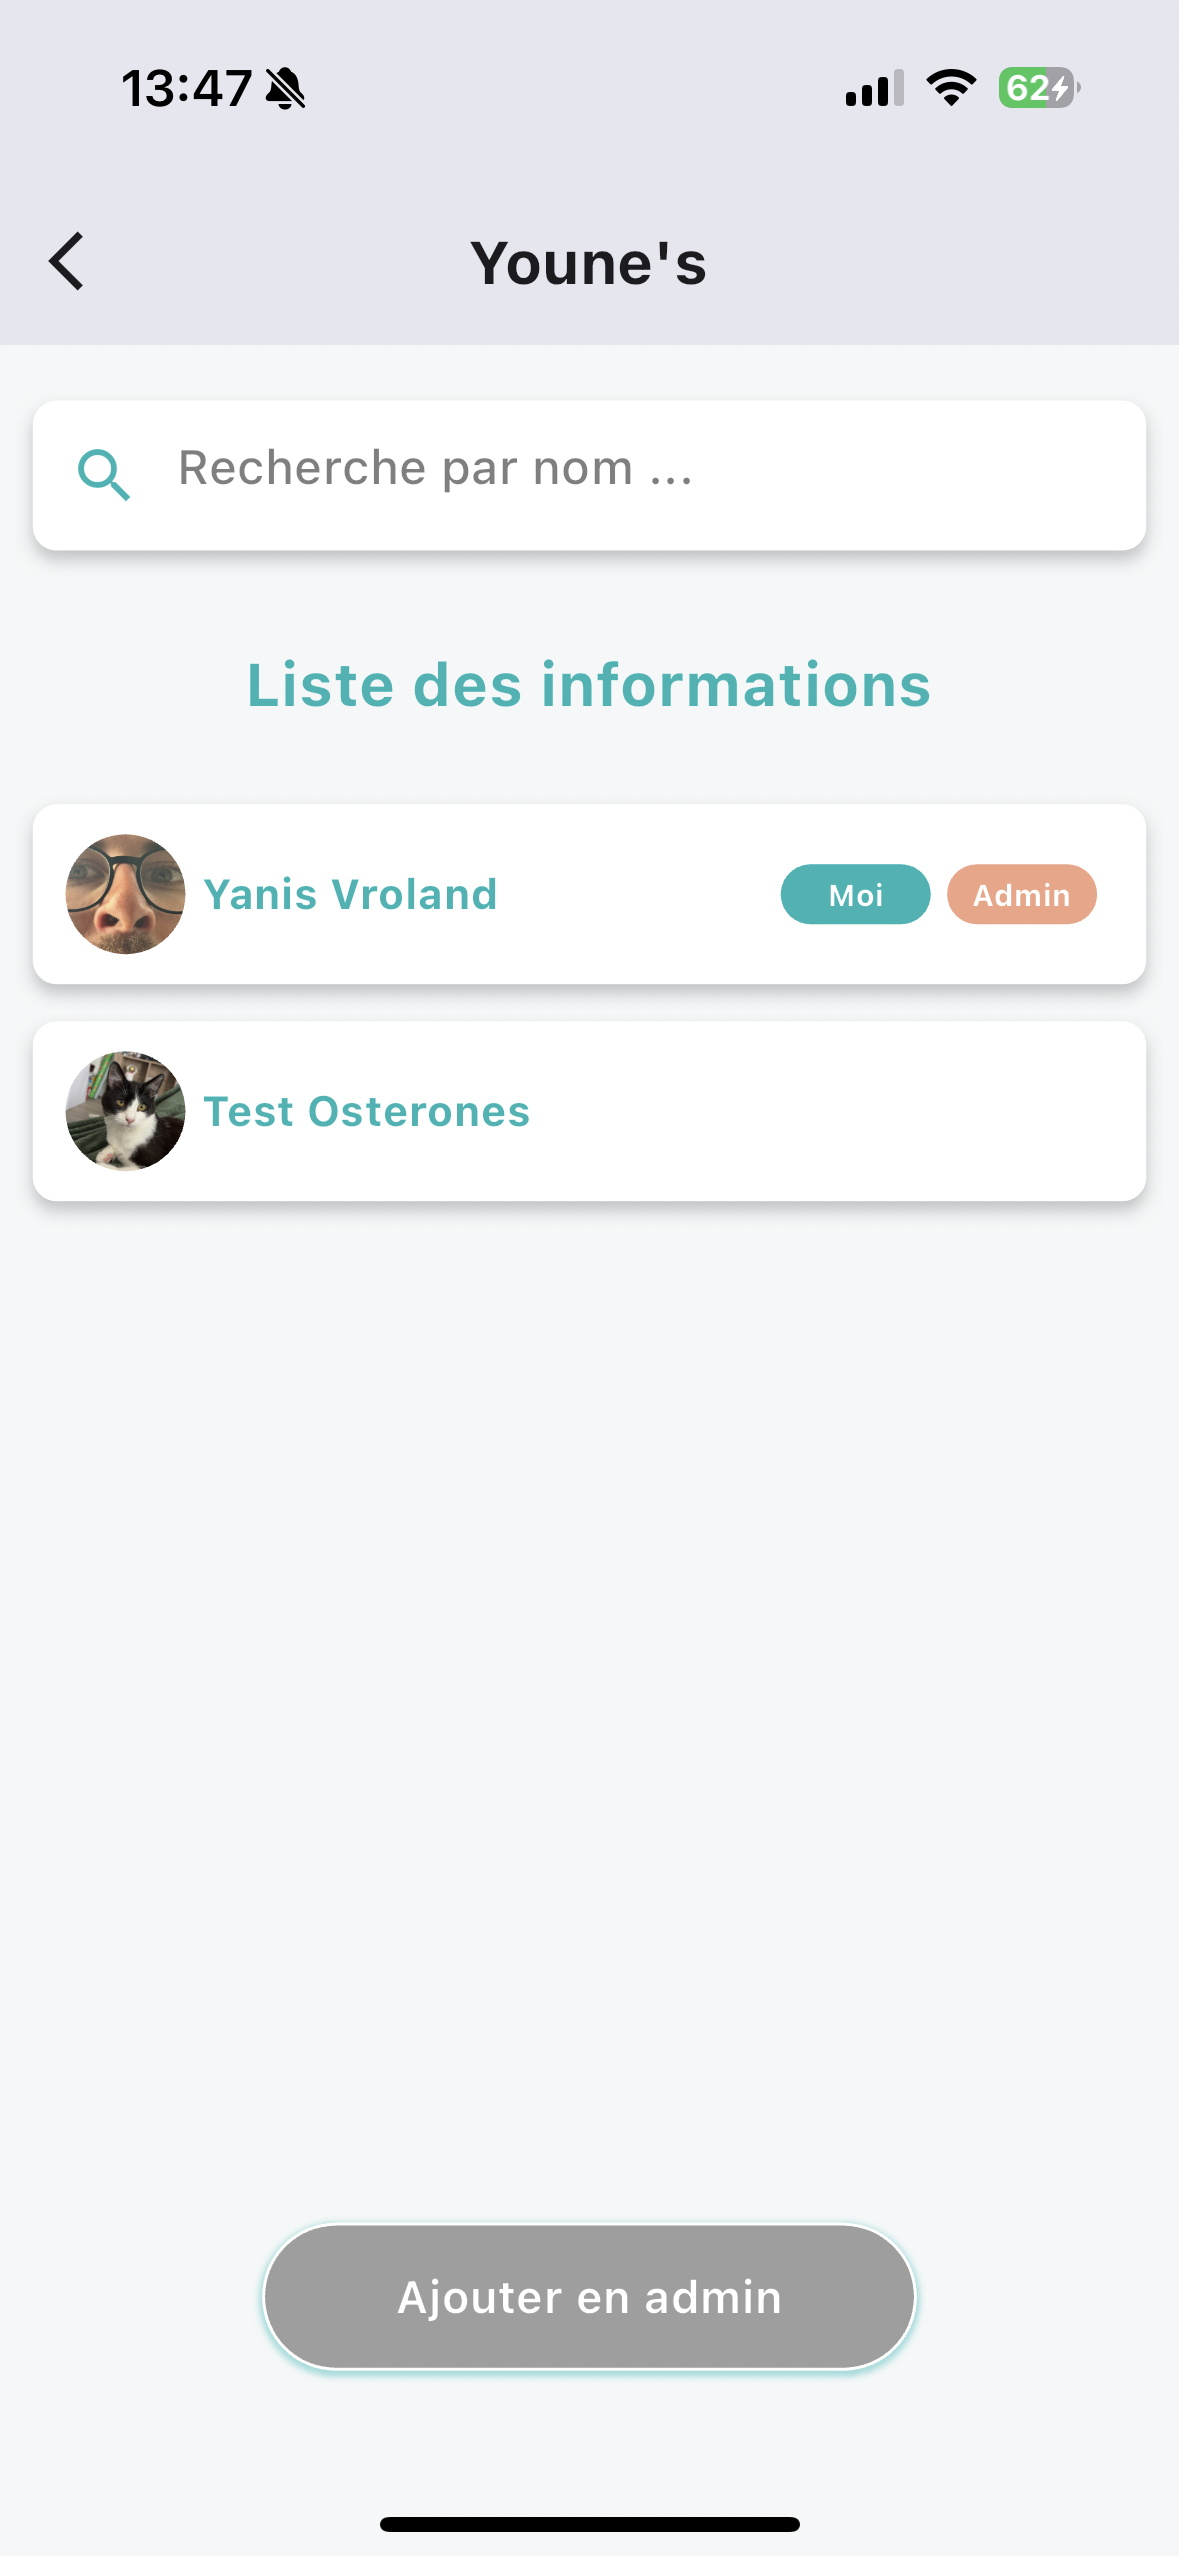 13:47
62
Youne's
Recherche par nom ...
Liste des informations
Yanis Vroland
Moi
Admin
Test Osterones
Ajouter en admin